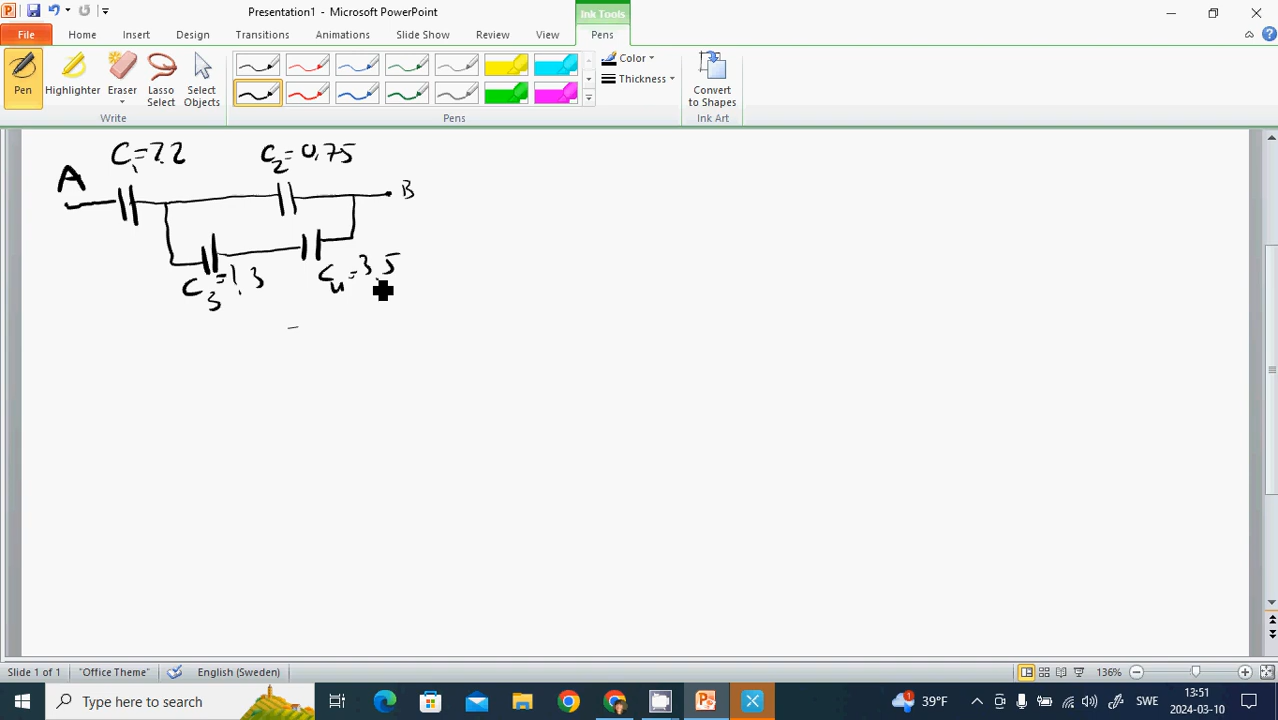 Presentation1 - Microsoft PowerPoint
Ink Tools
File Home Insert Design Transitions Animations Slide Show Review View Pens
Pen
Highlighter
Eraser
Lasso Select
Select Objects
Color
Thickness
Convert to Shapes
Write
Pens
Ink Art
C1=7.2
C2=0.75
A
B
C3=1.3
C4=3.5
Slide 1 of 1
"Office Theme"
English (Sweden)
136%
Type here to search
1
39°F
SWE
13:51
2024-03-10